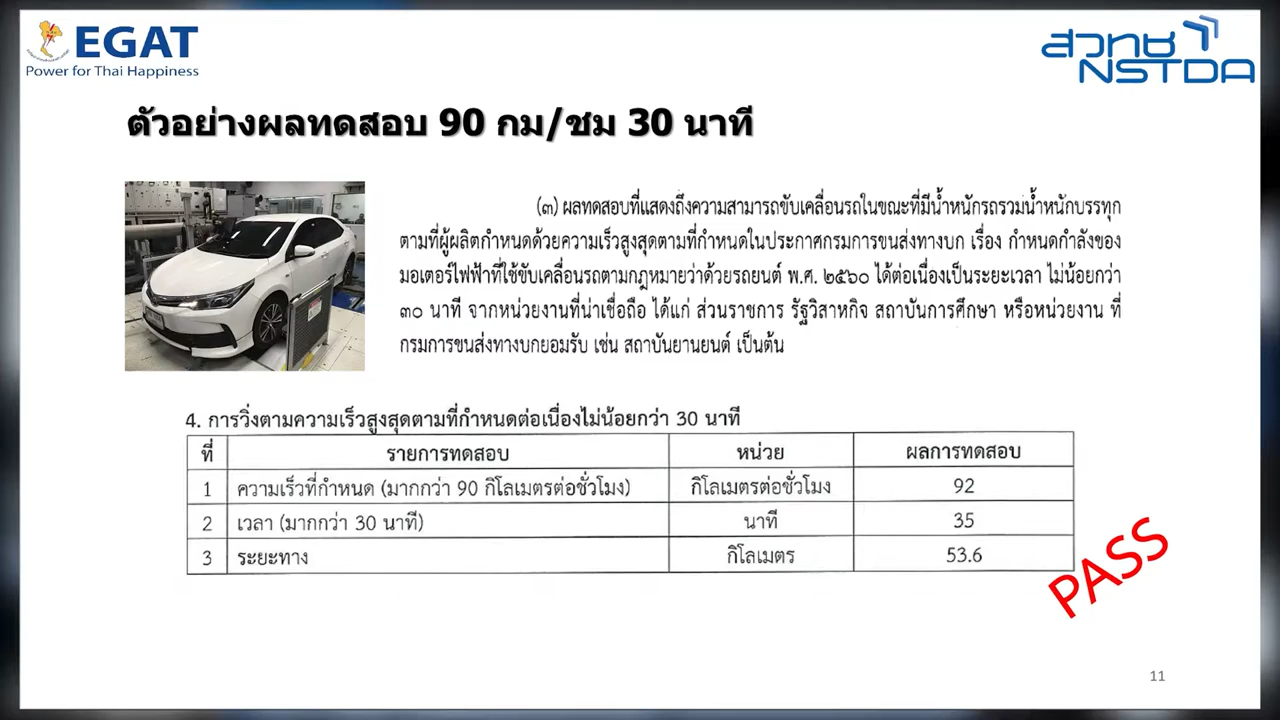 EGAT
Power for Thai Happiness
สวทช
NSTDA
ตัวอย่างผลทดสอบ 90 กม/ชม 30 นาที
(๓) ผลทดสอบที่แสดงถึงความสามารถขับเคลื่อนรถในขณะที่มีน้ำหนักรถรวมน้ำหนักบรรทุก
ตามที่ผู้ผลิตกำหนดด้วยความเร็วสูงสุดตามที่กำหนดในประกาศกรมการขนส่งทางบก เรื่อง กำหนดกำลังของ
มอเตอร์ไฟฟ้าที่ใช้ขับเคลื่อนรถตามกฎหมายว่าด้วยรถยนต์ พ.ศ. ๒๕๖๐ ได้ต่อเนื่องเป็นระยะเวลา ไม่น้อยกว่า
๓๐ นาที จากหน่วยงานที่น่าเชื่อถือ ได้แก่ ส่วนราชการ รัฐวิสาหกิจ สถาบันการศึกษา หรือหน่วยงาน ที่
กรมการขนส่งทางบกยอมรับ เช่น สถาบันยานยนต์ เป็นต้น
4. การวิ่งตามความเร็วสูงสุดตามที่กำหนดต่อเนื่องไม่น้อยกว่า 30 นาที
ที่ รายการทดสอบ หน่วย ผลการทดสอบ
1 ความเร็วที่กำหนด (มากกว่า 90 กิโลเมตรต่อชั่วโมง) กิโลเมตรต่อชั่วโมง 92
2 เวลา (มากกว่า 30 นาที) นาที 35
3 ระยะทาง กิโลเมตร 53.6
PASS
11